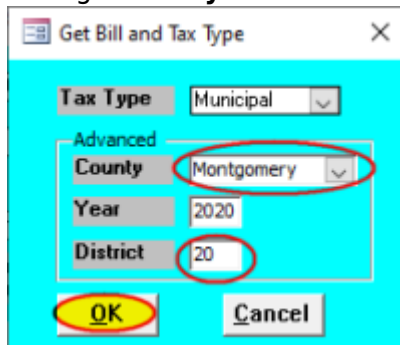 Get Bill and Tax Type
Tax Type Municipal
Advanced
County Montgomery
Year 2020
District 20
OK Cancel